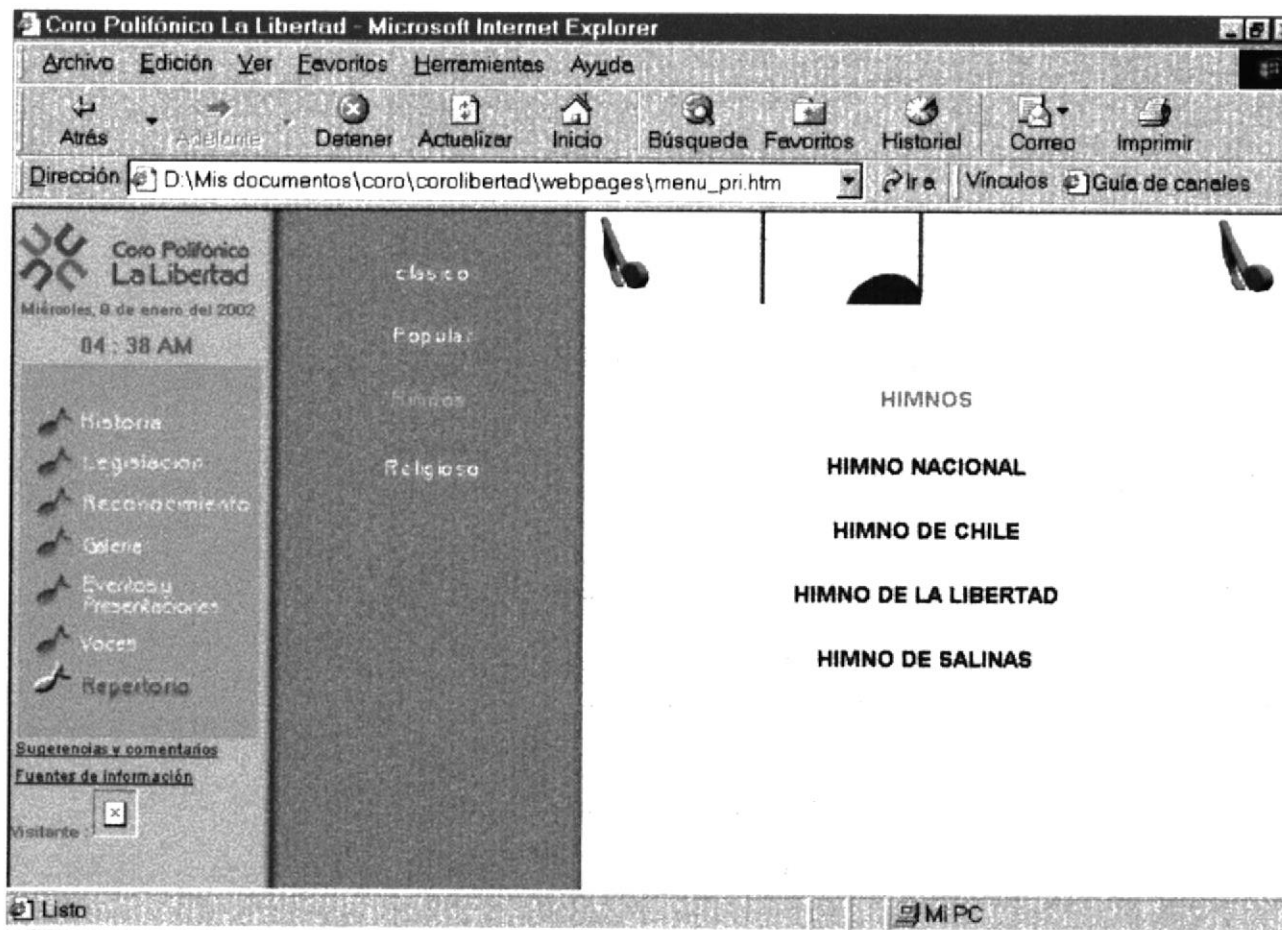 Coro Polifónico La Libertad - Microsoft Internet Explorer
Archivo Edición Ver Favoritos Herramientas Ayuda
Atrás Adelante Detener Actualizar Inicio Búsqueda Favoritos Historial Correo Imprimir
Dirección D:\Mis documentos\coro\corolibertad\webpages\menu_pri.htm Ir a Vínculos Guía de canales
Coro Polifónico
La Libertad
Miércoles, 9 de enero del 2002
04 : 38 AM
Historia
Legislación
Reconocimiento
Galeria
Eventos y
Presentaciones
Voces
Repertorio
Sugerencias y comentarios
Fuentes de información
Visitante :
clásico
Popular
Himnos
Religioso
HIMNOS
HIMNO NACIONAL
HIMNO DE CHILE
HIMNO DE LA LIBERTAD
HIMNO DE SALINAS
Listo
Mi PC